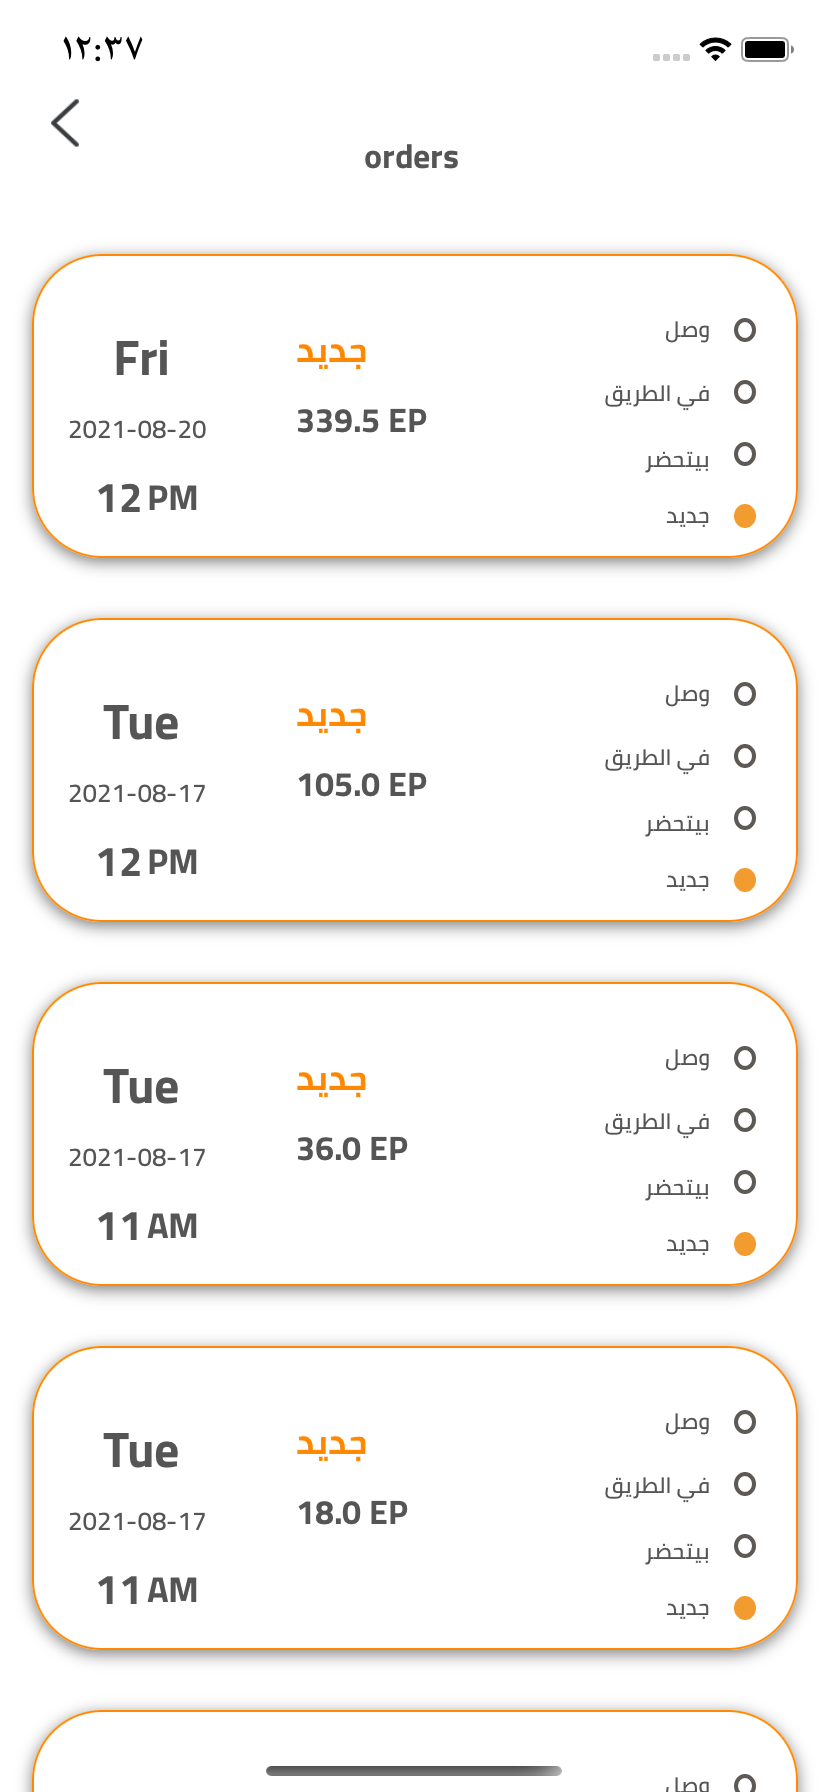 ١٢:٣٧
orders
Fri
2021-08-20
12 PM
جديد
339.5 EP
وصل
في الطريق
بيتحضر
جديد
Tue
2021-08-17
12 PM
جديد
105.0 EP
وصل
في الطريق
بيتحضر
جديد
Tue
2021-08-17
11 AM
جديد
36.0 EP
وصل
في الطريق
بيتحضر
جديد
Tue
2021-08-17
11 AM
جديد
18.0 EP
وصل
في الطريق
بيتحضر
جديد
وصل